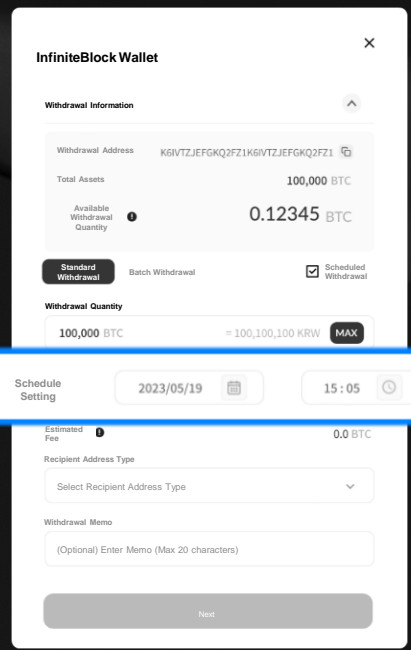 InfiniteBlock Wallet
Withdrawal Information
Withdrawal Address K6IVTZJEFGKQ2FZ1K6IVTZJEFGKQ2FZ1
Total Assets 100,000 BTC
Available
Withdrawal
Quantity
0.12345 BTC
Standard
Withdrawal
Batch Withdrawal
Scheduled
Withdrawal
Withdrawal Quantity
100,000 BTC = 100,100,000 KRW MAX
Schedule
Setting
2023/05/19 15:05
Estimated
Fee
0.0 BTC
Recipient Address Type
Select Recipient Address Type
Withdrawal Memo
(Optional) Enter Memo (Max 20 characters)
Next